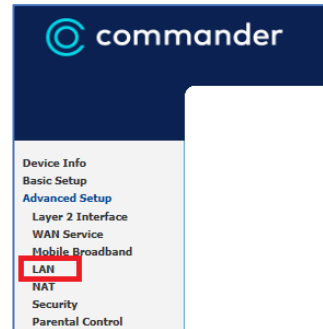 commander
Device Info
Basic Setup
Advanced Setup
Layer 2 Interface
WAN Service
Mobile Broadband
LAN
NAT
Security
Parental Control